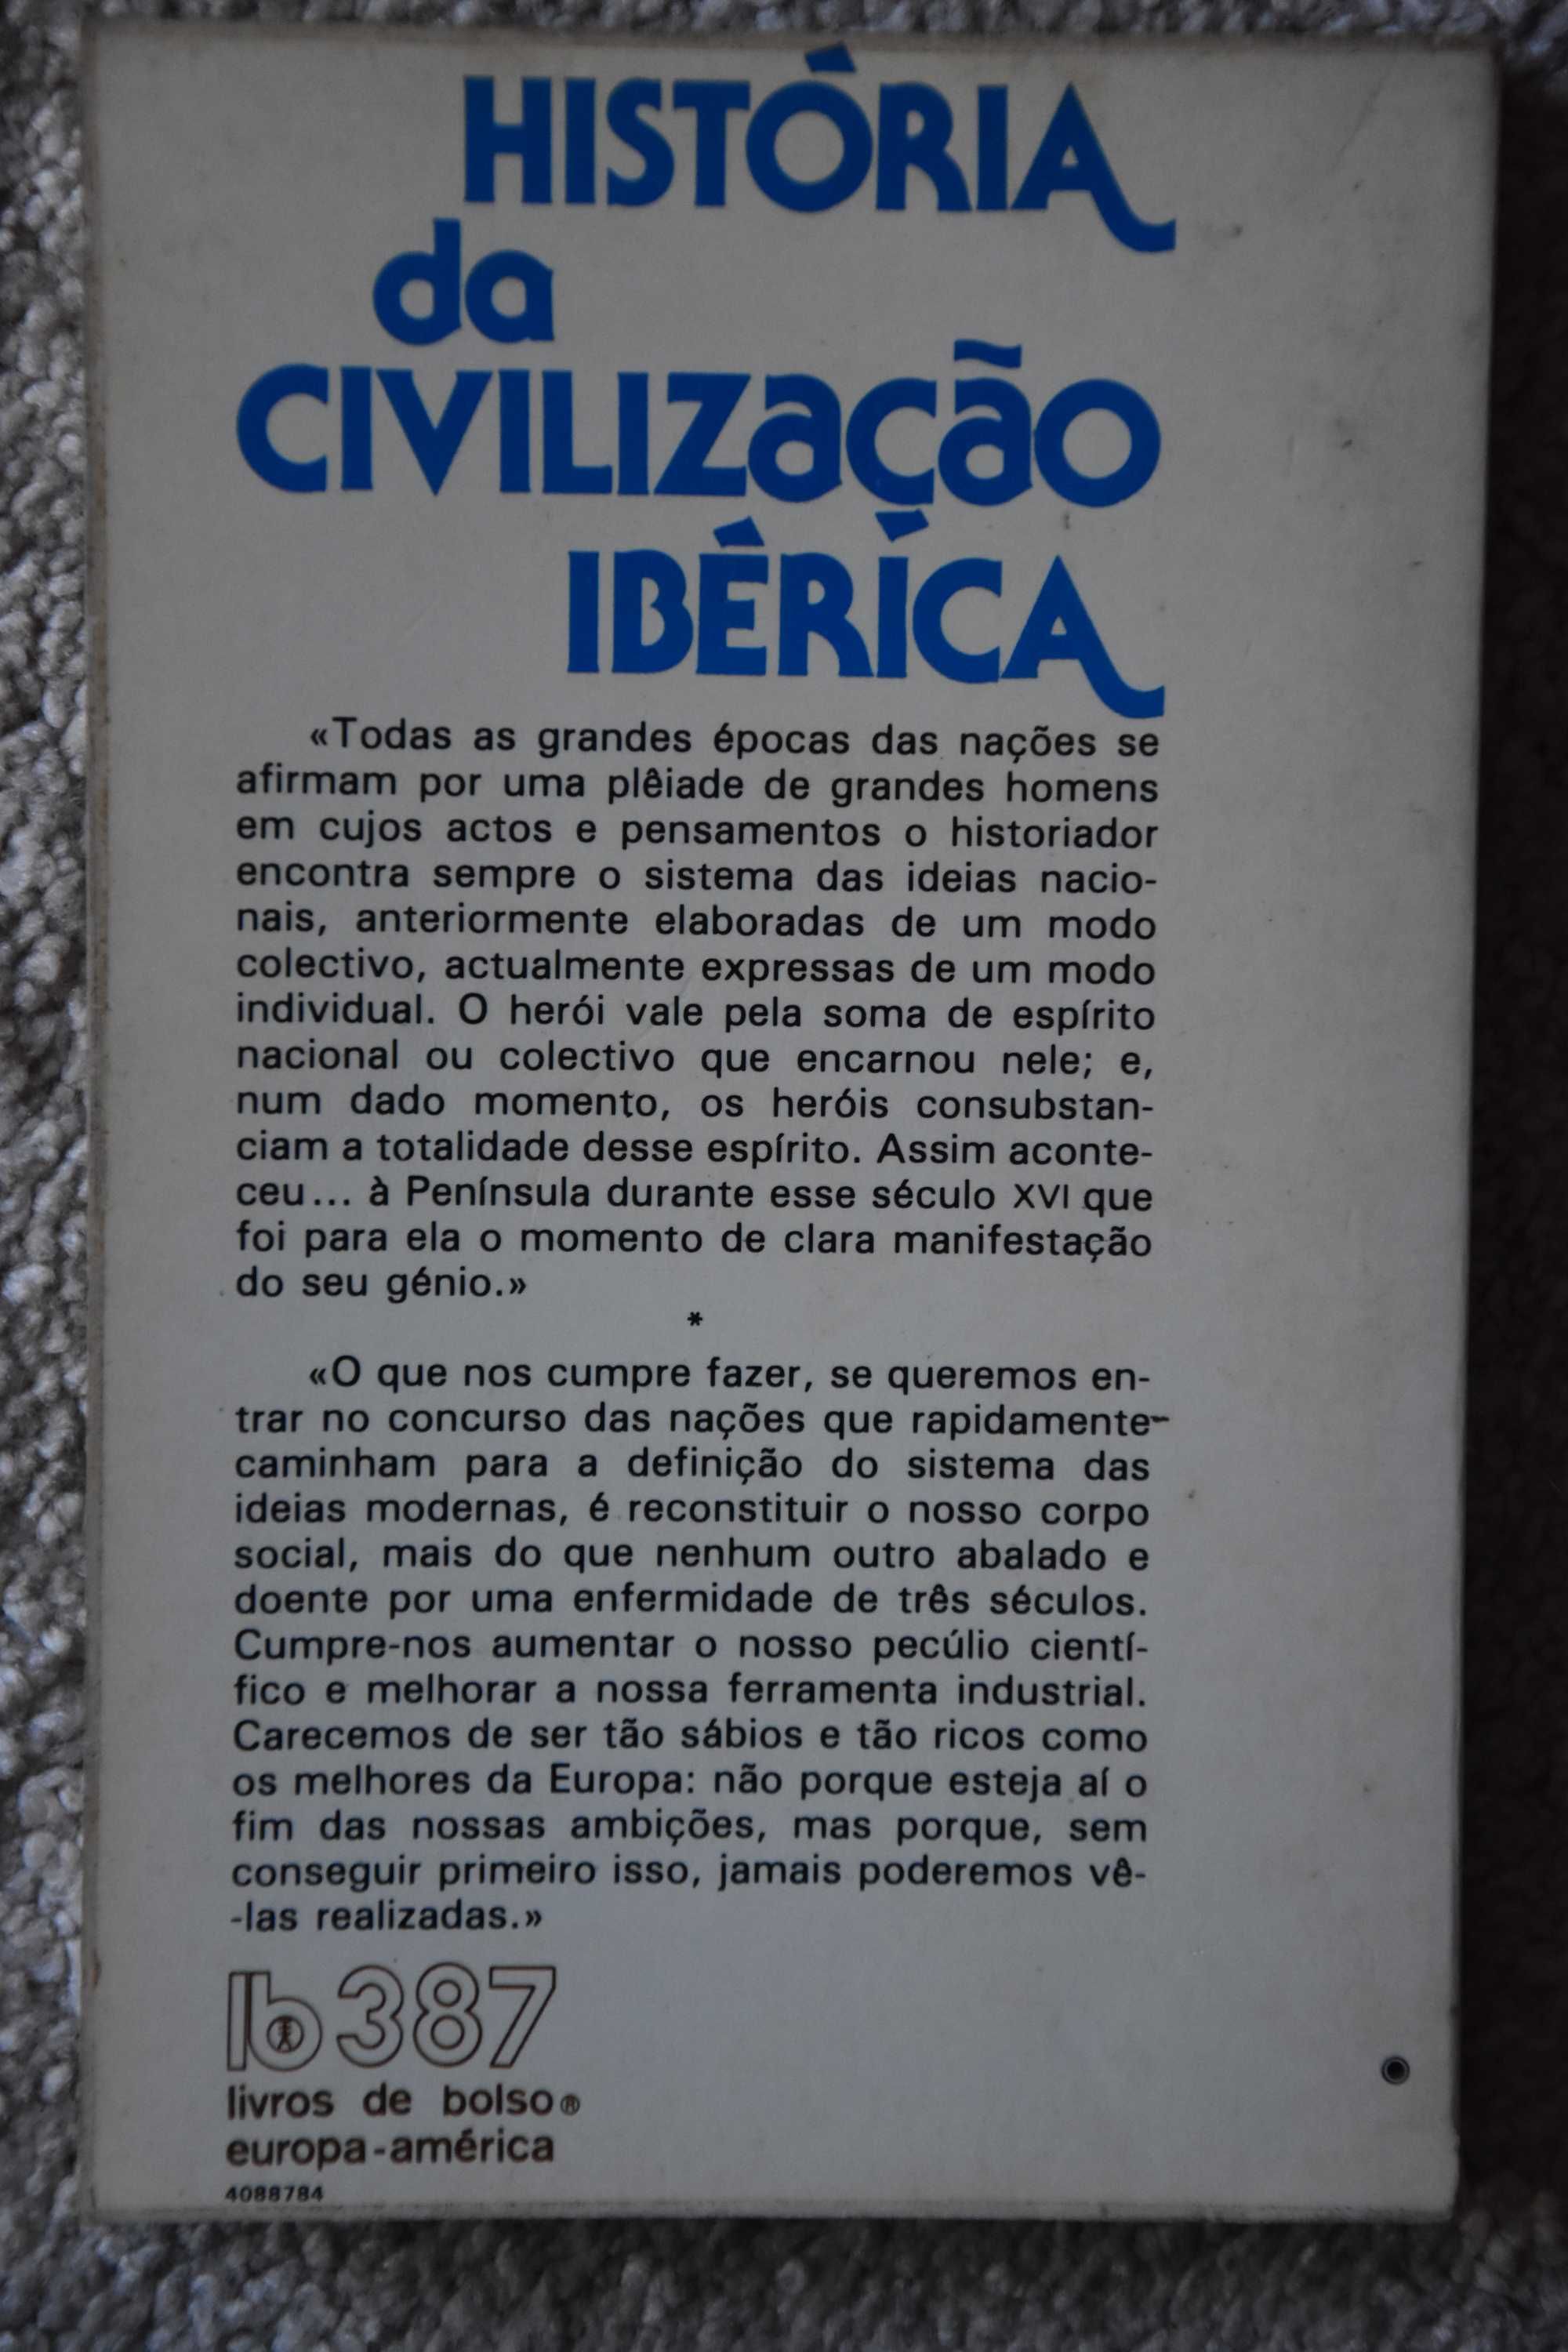 HISTÓRIA
da
CIVILIZAÇÃO
IBÉRÍCA
«Todas as grandes épocas das nações se
afirmam por uma plêiade de grandes homens
em cujos actos e pensamentos o historiador
encontra sempre o sistema das ideias nacio-
nais, anteriormente elaboradas de um modo
colectivo, actualmente expressas de um modo
individual. O herói vale pela soma de espírito
nacional ou colectivo que encarnou nele; e,
num dado momento, os heróis consubstan-
ciam a totalidade desse espírito. Assim aconte-
ceu... à Península durante esse século XVI que
foi para ela o momento de clara manifestação
do seu génio.»
*
«O que nos cumpre fazer, se queremos en-
trar no concurso das nações que rapidamente-
caminham para a definição do sistema das
ideias modernas, é reconstituir o nosso corpo
social, mais do que nenhum outro abalado e
doente por uma enfermidade de três séculos.
Cumpre-nos aumentar o nosso pecúlio cientí-
fico e melhorar a nossa ferramenta industrial.
Carecemos de ser tão sábios e tão ricos como
os melhores da Europa: não porque esteja aí o
fim das nossas ambições, mas porque, sem
conseguir primeiro isso, jamais poderemos vê-
-las realizadas.»
lb 387
livros de bolso®
europa-américa
4088784